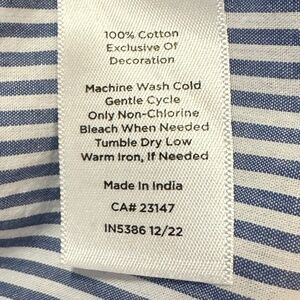 100% Cotton
Exclusive Of
Decoration
Machine Wash Cold
Gentle Cycle
Only Non-Chlorine
Bleach When Needed
Tumble Dry Low
Warm Iron, If Needed
Made In India
CA# 23147
IN5386 12/22